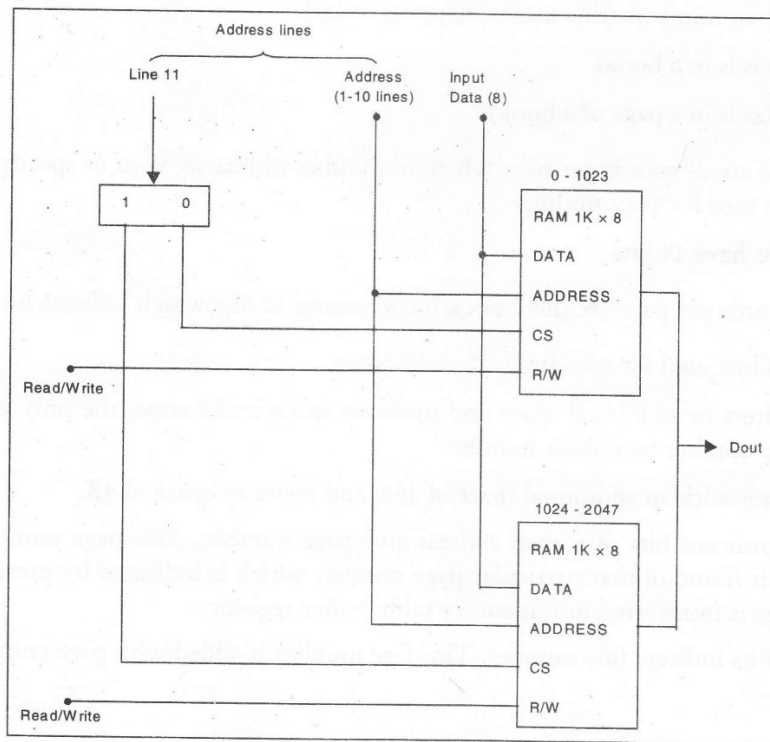 Address lines
Line 11
Address
(1-10 lines)
Input
Data (8)
1 0
0 - 1023
RAM 1K × 8
DATA
ADDRESS
CS
R/W
Read/Write
Dout
1024 - 2047
RAM 1K × 8
DATA
ADDRESS
CS
R/W
Read/Write